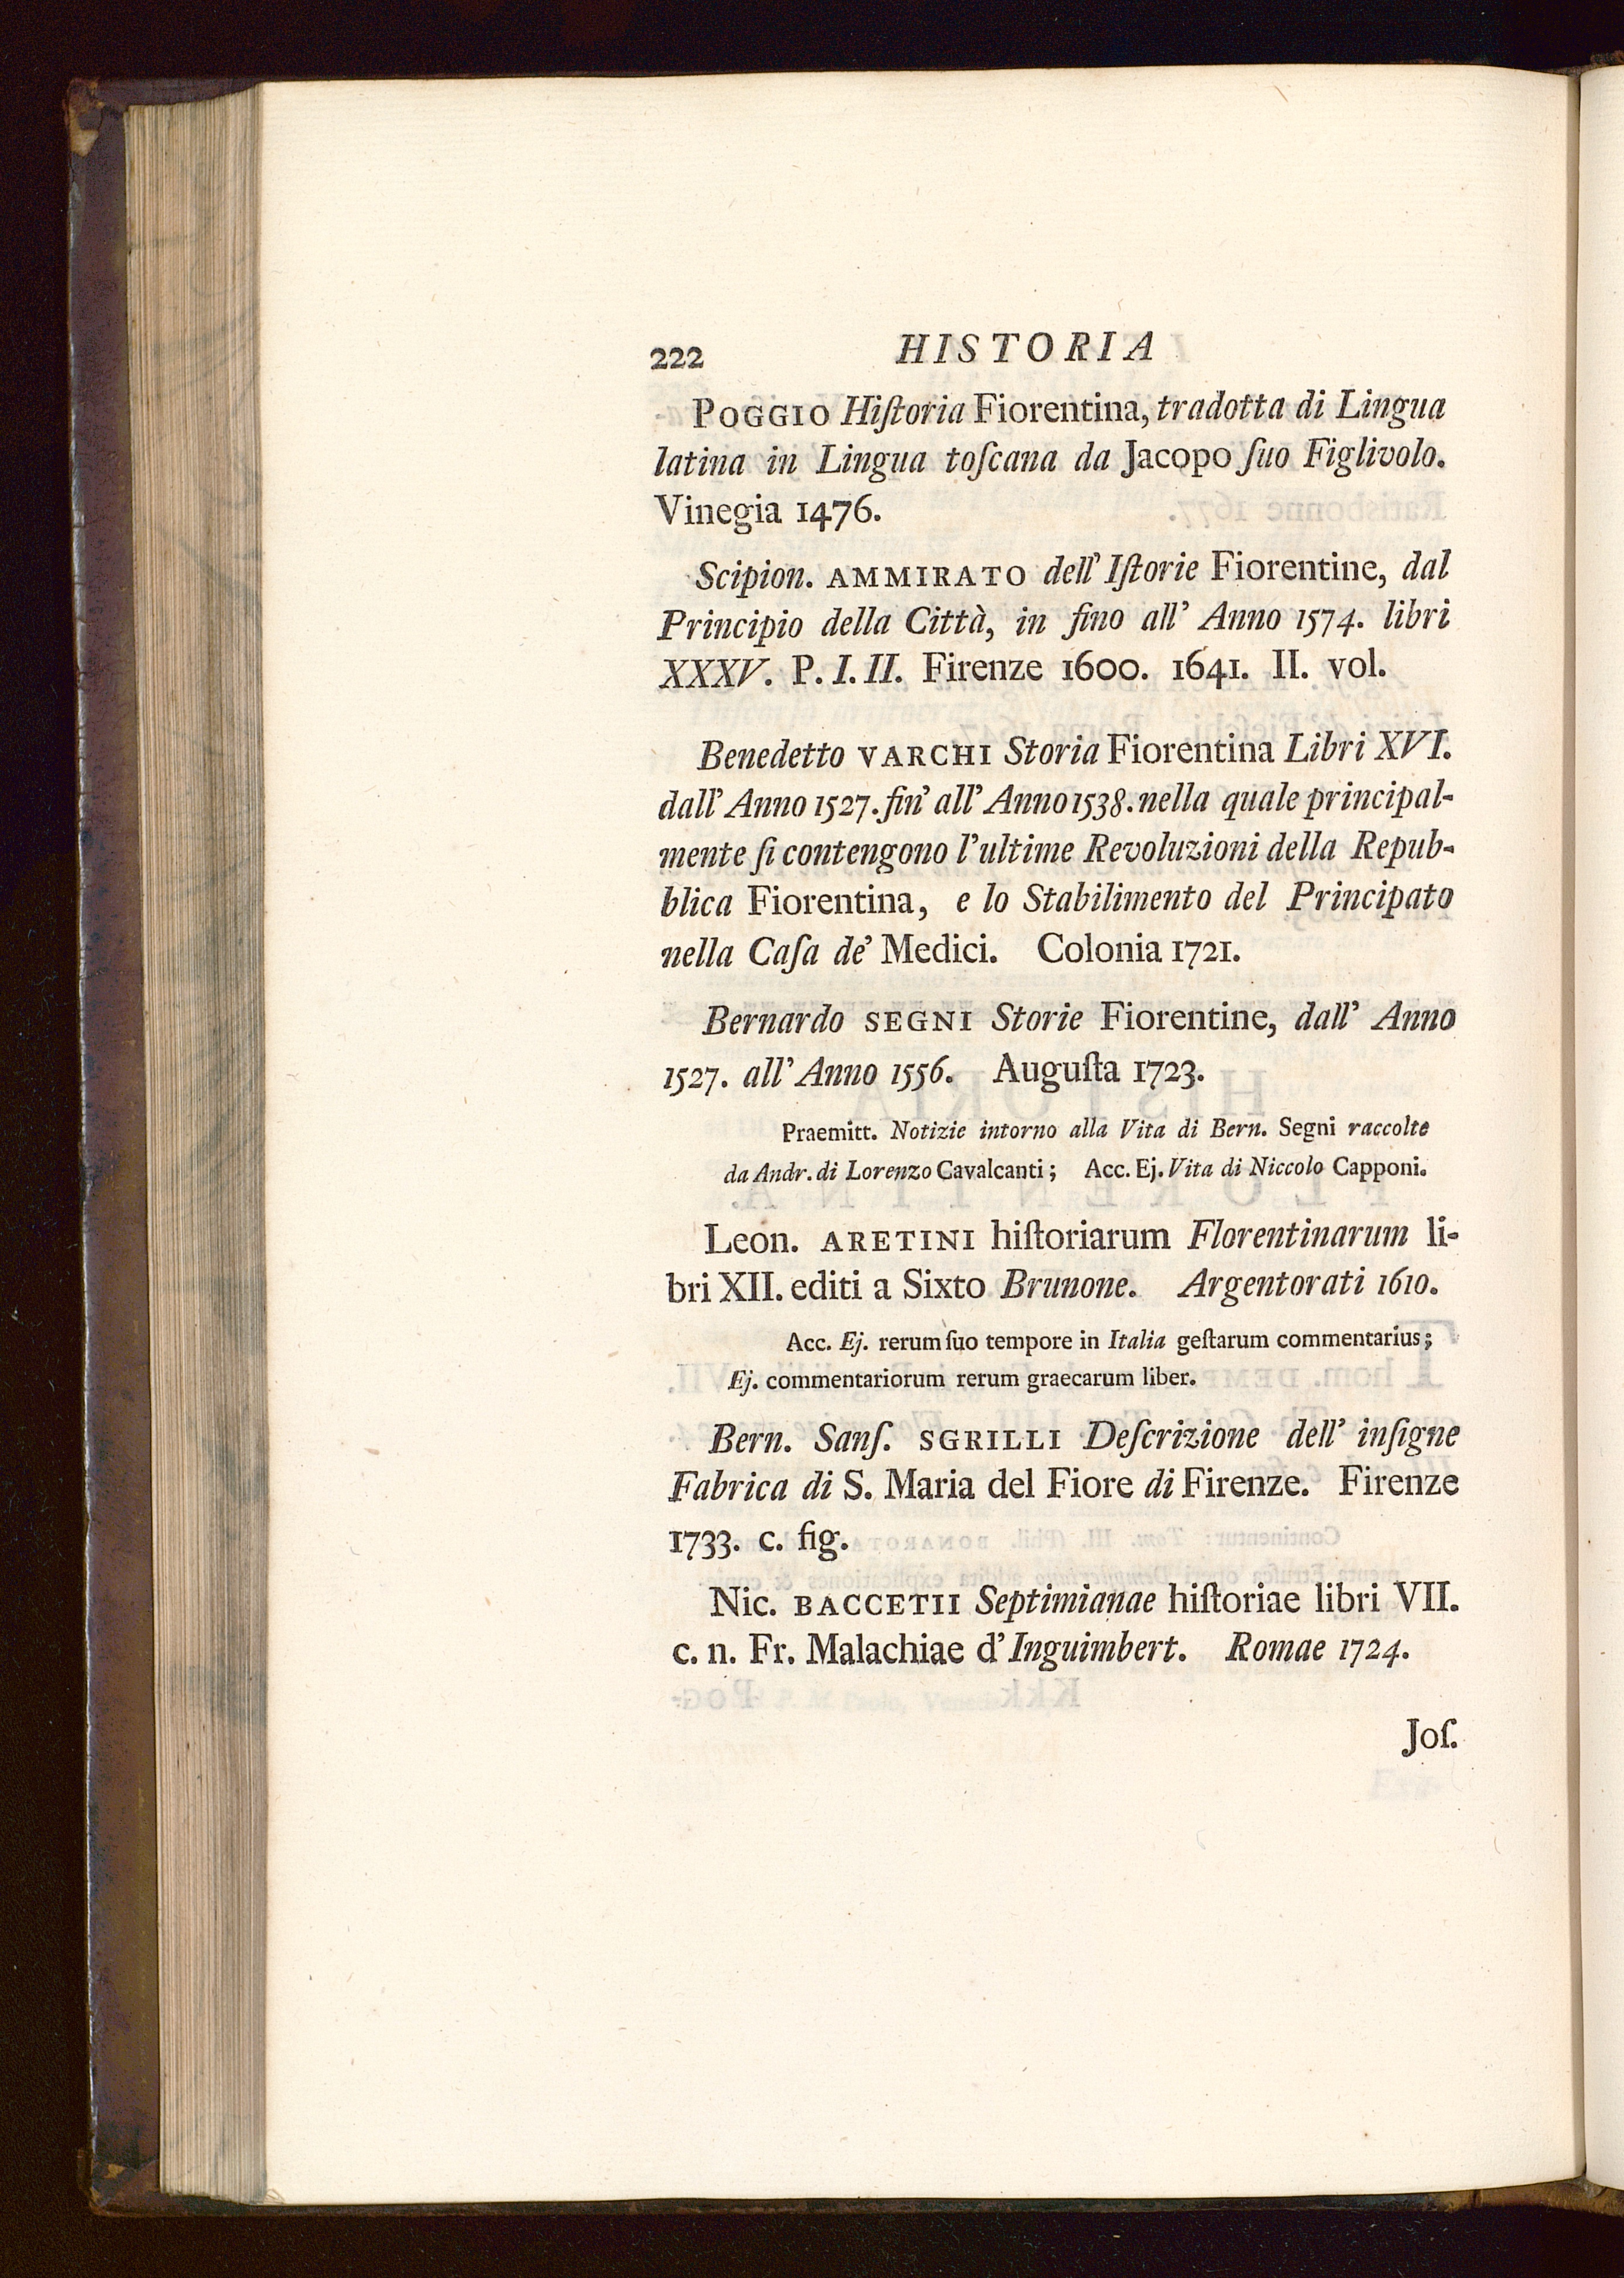 222 HISTORIA
POGGIO Hiſtoria Fiorentina, tradotta di Lingua
latina in Lingua toſcana da Jacopo ſuo Figlivolo.
Vinegia 1476.
Scipion. AMMIRATO dell' Iſtorie Fiorentine, dal
Principio della Città, in fino all' Anno 1574. libri
XXXV. P. I. II. Firenze 1600. 1641. II. vol.
Benedetto VARCHI Storia Fiorentina Libri XVI.
dall' Anno 1527. fin' all' Anno 1538. nella quale principal-
mente ſi contengono l'ultime Revoluzioni della Repub-
blica Fiorentina, e lo Stabilimento del Principato
nella Caſa de' Medici. Colonia 1721.
Bernardo SEGNI Storie Fiorentine, dall' Anno
1527. all' Anno 1556. Auguſta 1723.
Praemitt. Notizie intorno alla Vita di Bern. Segni raccolte
da Andr. di Lorenzo Cavalcanti; Acc. Ej. Vita di Niccolo Capponi.
Leon. ARETINI hiſtoriarum Florentinarum li-
bri XII. editi a Sixto Brunone. Argentorati 1610.
Acc. Ej. rerum ſuo tempore in Italia geſtarum commentarius;
Ej. commentariorum rerum graecarum liber.
Bern. Sanſ. SGRILLI Deſcrizione dell' inſigne
Fabrica di S. Maria del Fiore di Firenze. Firenze
1733. c. fig.
Nic. BACCETII Septimianae hiſtoriae libri VII.
c. n. Fr. Malachiae d' Inguimbert. Romae 1724.
Joſ.